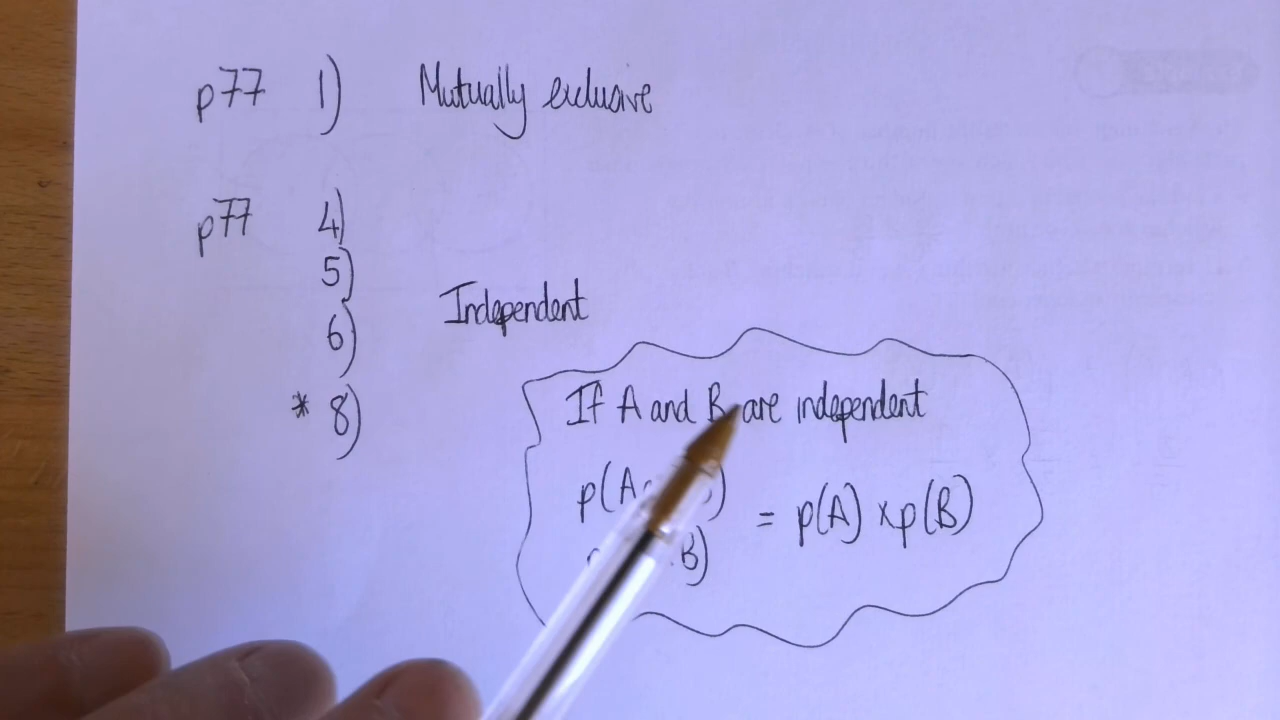 p77 1) Mutually exclusive
p77 4)
5)
6)
Independent
* 8)
If A and B are independent
p(A B)
= p(A) x p(B)
B)